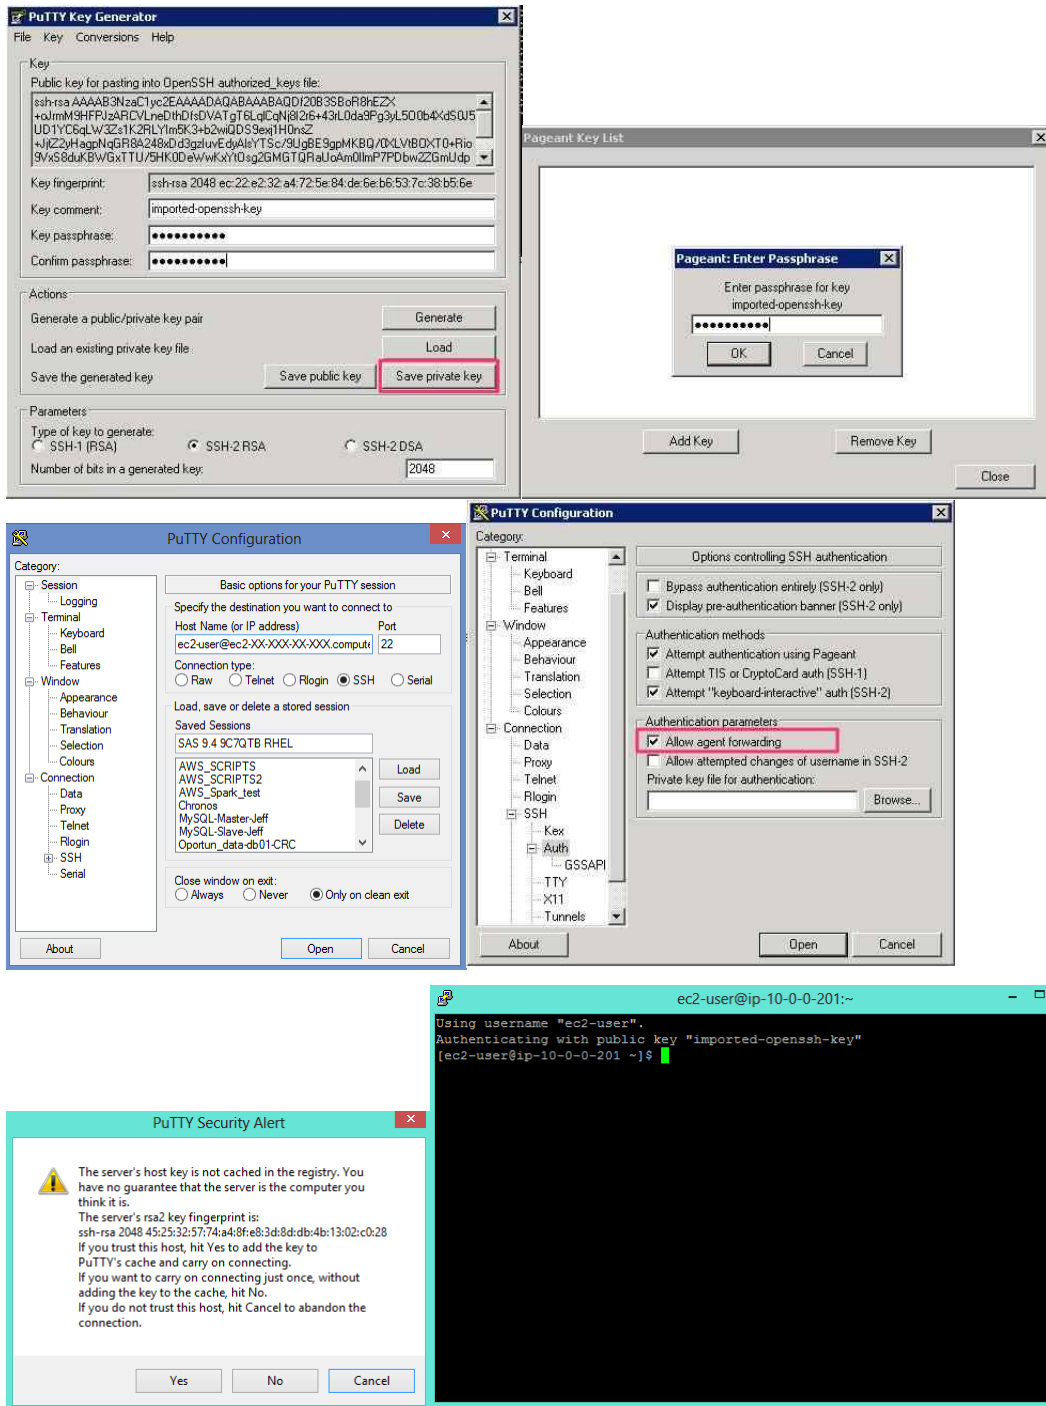 PuTTY Key Generator
File Key Conversions Help
Key
Public key for pasting into OpenSSH authorized_keys file:
Key fingerprint: ssh-rsa 2048 ec:22:e2:32:a4:72:5e:84:de:6e:b6:53:7c:38:b5:6e
Key comment: imported-openssh-key
Key passphrase: ●●●●●●●●●●
Confirm passphrase: ●●●●●●●●●●
Actions
Generate a public/private key pair Generate
Load an existing private key file Load
Save the generated key Save public key Save private key
Parameters
Type of key to generate:
SSH-1 (RSA) SSH-2 RSA SSH-2 DSA
Number of bits in a generated key: 2048
Pageant Key List
Pageant: Enter Passphrase
Enter passphrase for key
imported-openssh-key
●●●●●●●●●●
OK Cancel
Add Key Remove Key
Close
PuTTY Configuration
Category:
Session
Logging
Terminal
Keyboard
Bell
Features
Window
Appearance
Behaviour
Translation
Selection
Colours
Connection
Data
Proxy
Telnet
Rlogin
SSH
Serial
Basic options for your PuTTY session
Specify the destination you want to connect to
Host Name (or IP address) Port
ec2-user@ec2-XX-XXX-XX-XXX.compute 22
Connection type:
Raw Telnet Rlogin SSH Serial
Load, save or delete a stored session
Saved Sessions
SAS 9.4 9C7QTB RHEL
AWS_SCRIPTS
AWS_SCRIPTS2
AWS_Spark_test
Chronos
MySQL-Master-Jeff
MySQL-Slave-Jeff
Oportun_data-db01-CRC
Load
Save
Delete
Close window on exit:
Always Never Only on clean exit
About Open Cancel
PuTTY Configuration
Category:
Terminal
Keyboard
Bell
Features
Window
Appearance
Behaviour
Translation
Selection
Colours
Connection
Data
Proxy
Telnet
Rlogin
SSH
Kex
Auth
GSSAPI
TTY
X11
Tunnels
Options controlling SSH authentication
Bypass authentication entirely (SSH-2 only)
Display pre-authentication banner (SSH-2 only)
Authentication methods
Attempt authentication using Pageant
Attempt TIS or CryptoCard auth (SSH-1)
Attempt "keyboard-interactive" auth (SSH-2)
Authentication parameters
Allow agent forwarding
Allow attempted changes of username in SSH-2
Private key file for authentication:
Browse...
About Open Cancel
ec2-user@ip-10-0-0-201:~
Using username "ec2-user".
Authenticating with public key "imported-openssh-key"
[ec2-user@ip-10-0-0-201 ~]$
PuTTY Security Alert
The server's host key is not cached in the registry. You
have no guarantee that the server is the computer you
think it is.
The server's rsa2 key fingerprint is:
ssh-rsa 2048 45:25:32:57:74:a4:8f:e8:3d:8d:db:4b:13:02:c0:28
If you trust this host, hit Yes to add the key to
PuTTY's cache and carry on connecting.
If you want to carry on connecting just once, without
adding the key to the cache, hit No.
If you do not trust this host, hit Cancel to abandon the
connection.
Yes No Cancel